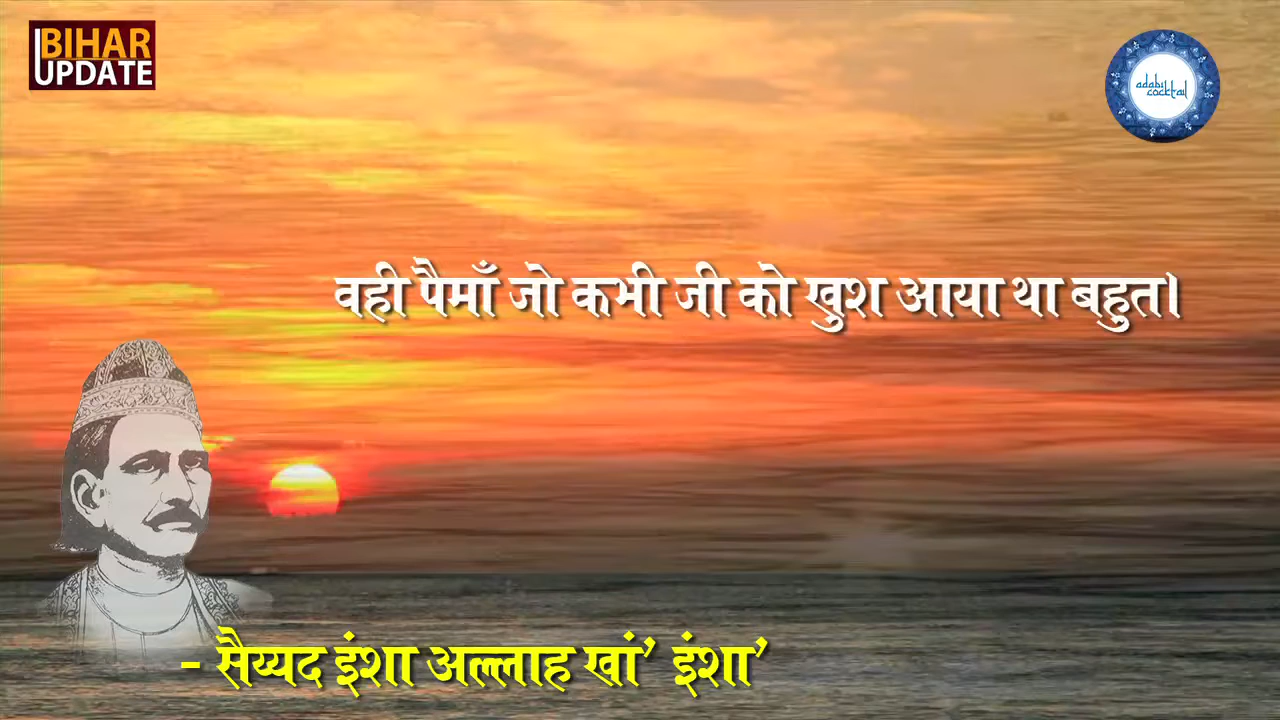 BIHAR
UPDATE
adabi
cocktail
वही पैमाँ जो कभी जी को खुश आया था बहुत।
- सैय्यद इंशा अल्लाह खां’ इंशा’